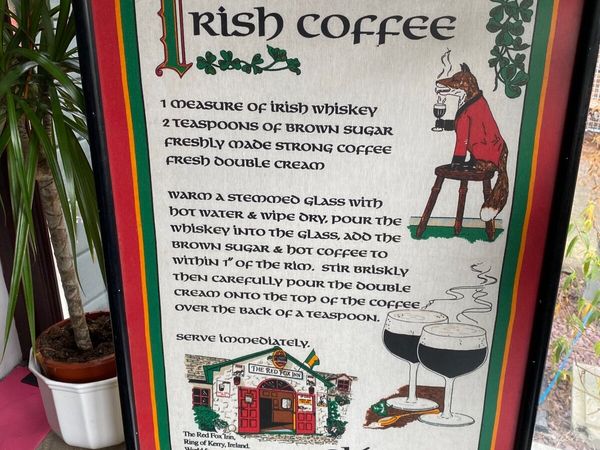 Irish Coffee
1 measure of Irish whiskey
2 teaspoons of brown sugar
freshly made strong coffee
fresh double cream
Warm a stemmed glass with
hot water & wipe dry, pour the
whiskey into the glass, add the
brown sugar & hot coffee to
within 1" of the rim. Stir briskly
then carefully pour the double
cream onto the top of the coffee
over the back of a teaspoon.
Serve immediately.
THE RED FOX INN
The Red Fox Inn,
Ring of Kerry, Ireland.